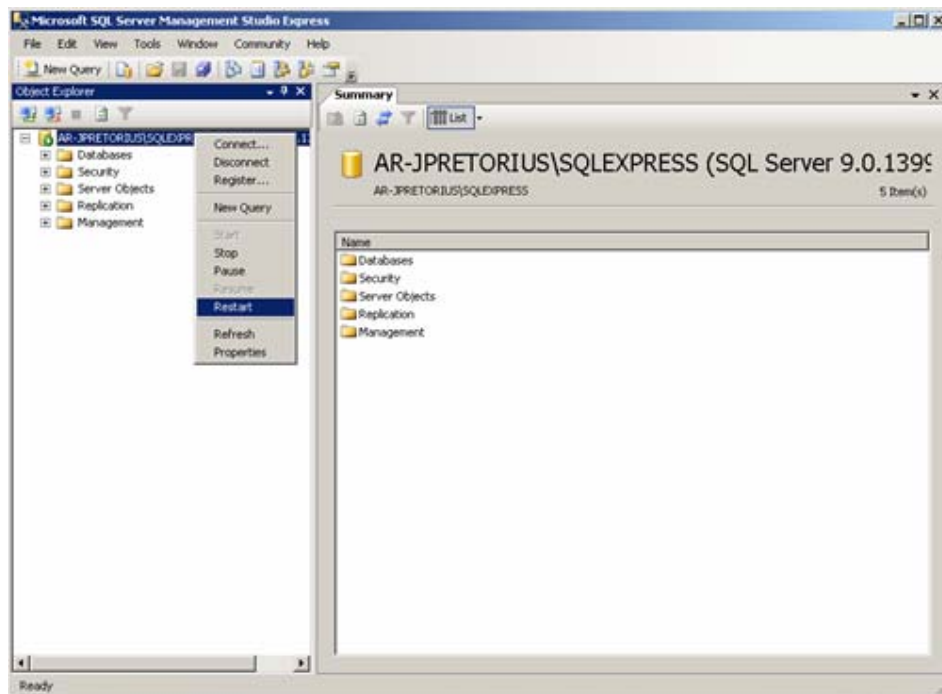 Microsoft SQL Server Management Studio Express
File Edit View Tools Window Community Help
New Query
Object Explorer
Summary
List
AR-JPRETORIUS\SQLEXPR
Databases
Security
Server Objects
Replication
Management
Connect...
Disconnect
Register...
New Query
Start
Stop
Pause
Resume
Restart
Refresh
Properties
AR-JPRETORIUS\SQLEXPRESS (SQL Server 9.0.1399
AR-JPRETORIUS\SQLEXPRESS 5 Item(s)
Name
Databases
Security
Server Objects
Replication
Management
Ready